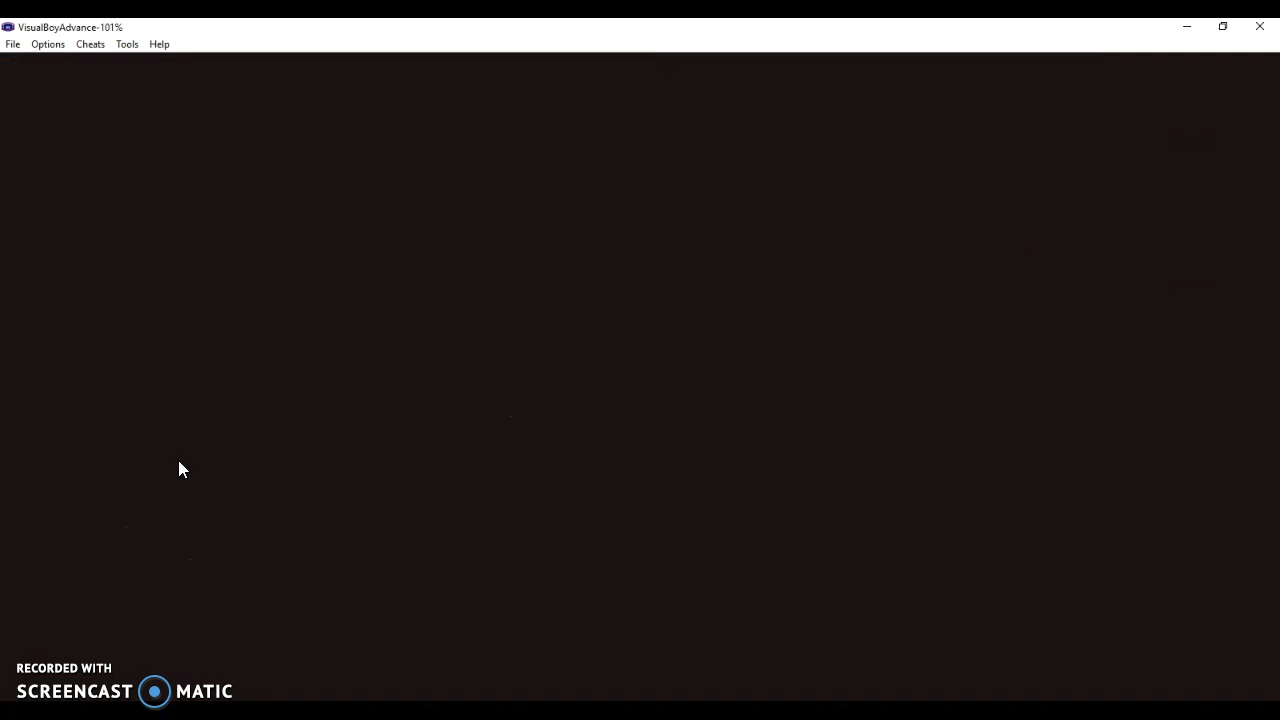 VisualBoyAdvance-101%
File Options Cheats Tools Help
RECORDED WITH
SCREENCAST MATIC